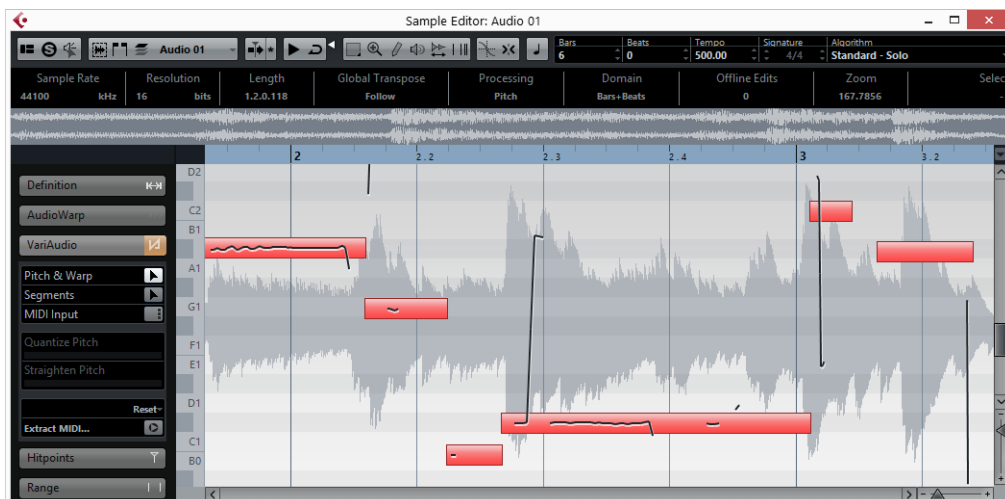 Sample Editor: Audio 01
Audio 01
Bars Beats Tempo Signature Algorithm
6 0 500.00 4/4 Standard - Solo
Sample Rate Resolution Length Global Transpose Processing Domain Offline Edits Zoom Selec
44100 kHz 16 bits 1.2.0.118 Follow Pitch Bars+Beats 0 167.7856
2 2.2 2.3 2.4 3 3.2
D2
Definition
C2
AudioWarp
B1
VariAudio
A1
Pitch & Warp
Segments
G1
MIDI Input
Quantize Pitch
F1
E1
Straighten Pitch
D1
Reset
Extract MIDI...
C1
Hitpoints
B0
Range